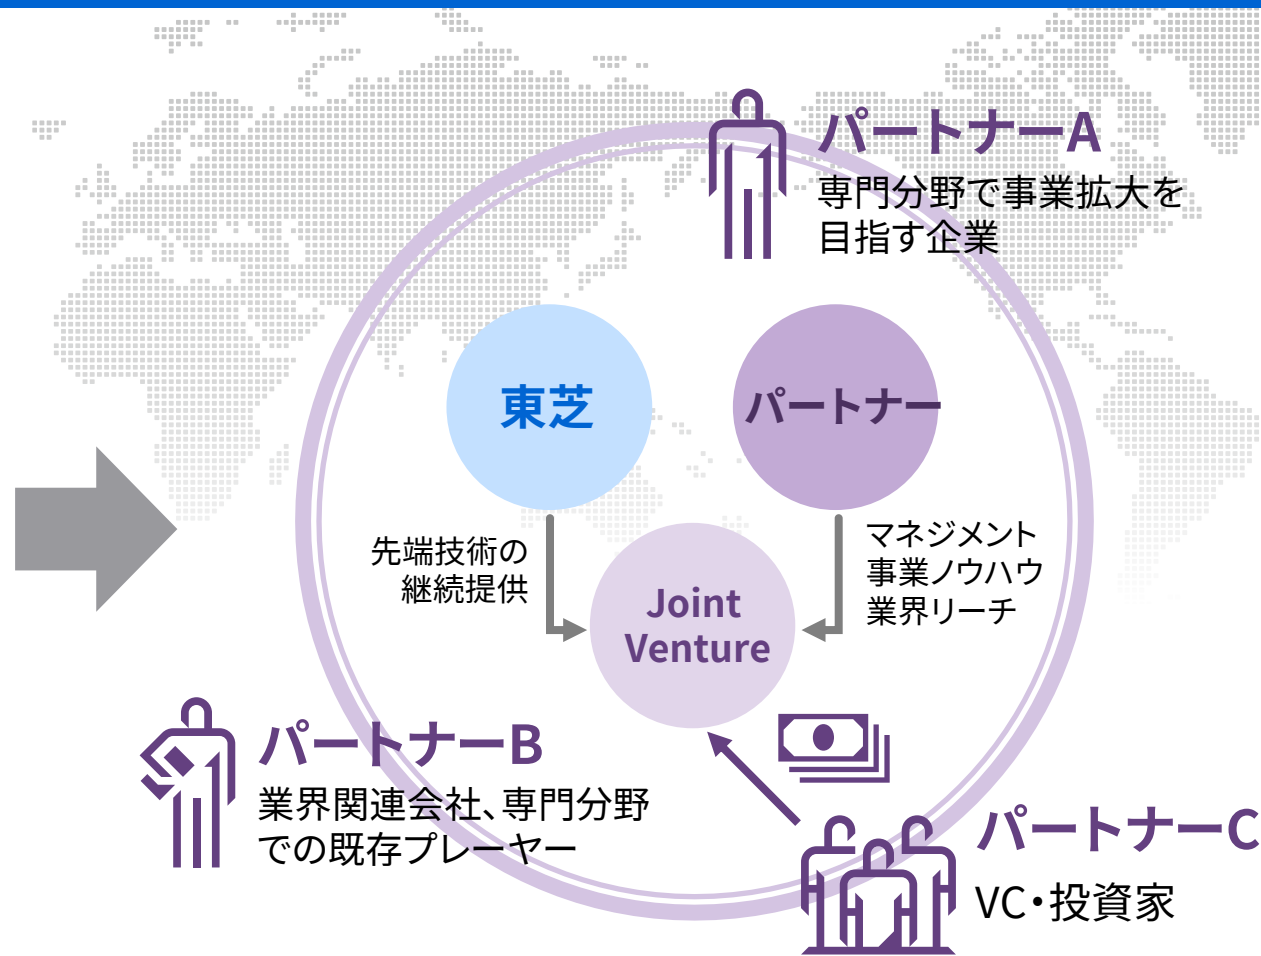 パートナーA
専門分野で事業拡大を
目指す企業
東芝
パートナー
先端技術の
継続提供
マネジメント
事業ノウハウ
業界リーチ
Joint
Venture
パートナーB
業界関連会社、専門分野
での既存プレーヤー
パートナーC
VC・投資家